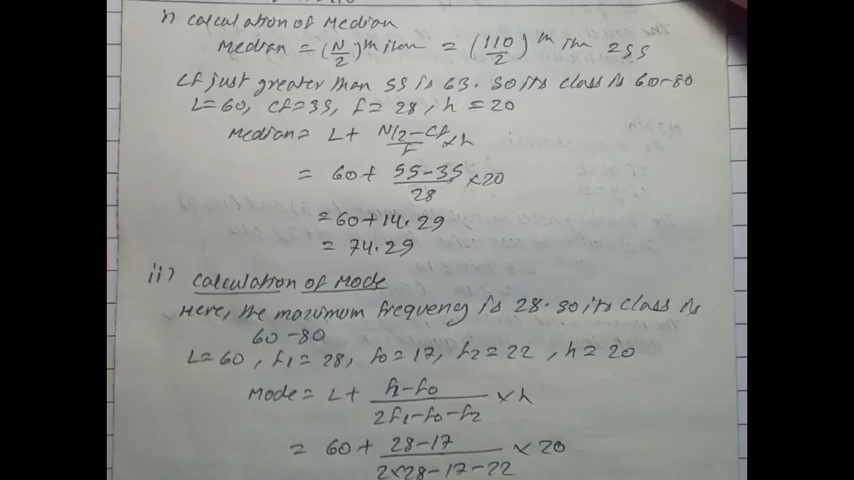 i) Calculation of Median
Median = (N/2)th item = (110/2)th item = 55
Cf just greater than 55 is 63. So its class is 60-80
L=60, cf=35, f=28, h=20
Median = L + N/2-cf/f × h
= 60 + 55-35/28 × 20
= 60+14.29
= 74.29
ii) Calculation of Mode
Here, the maximum frequency is 28. So its class is
60-80
L=60, f1=28, f0=17, f2=22, h=20
Mode = L + f1-f0/2f1-f0-f2 × h
= 60 + 28-17/2×28-17-22 × 20